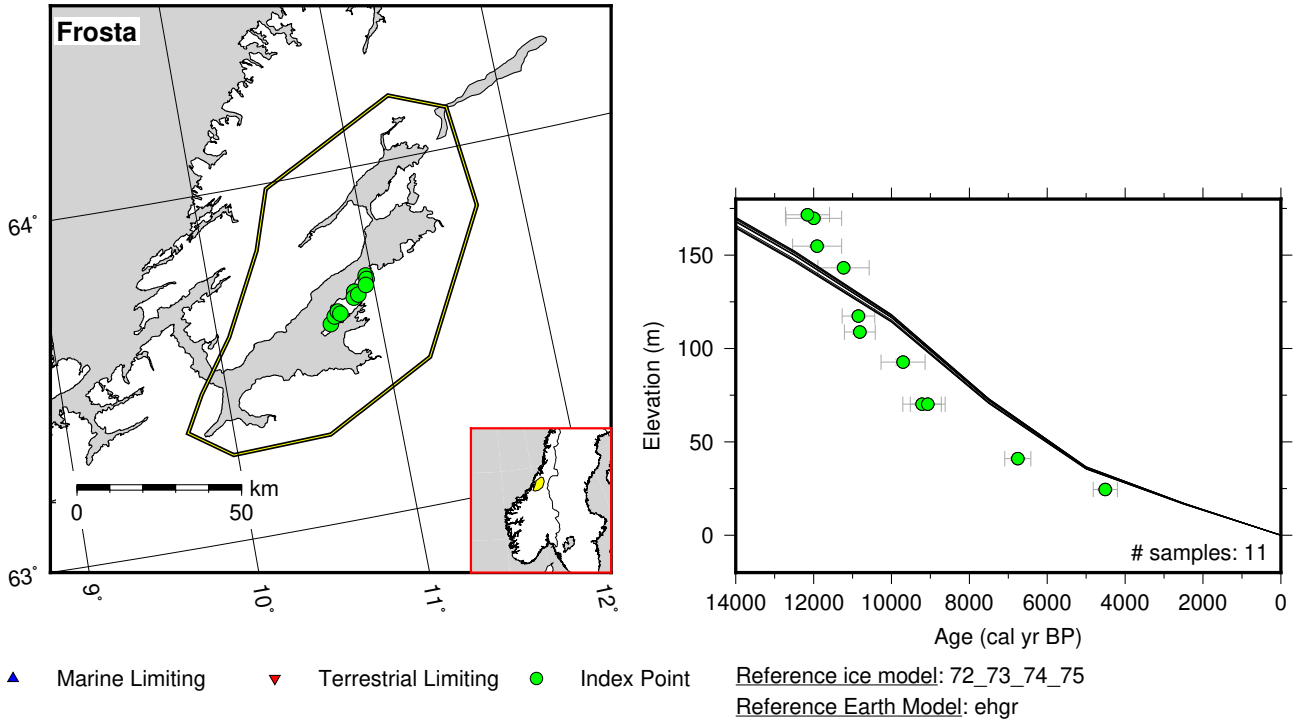 Frosta
64°
63°
9°
10°
11°
12°
km
0 50
Elevation (m)
150
100
50
0
# samples: 11
14000 12000 10000 8000 6000 4000 2000 0
Age (cal yr BP)
Marine Limiting Terrestrial Limiting Index Point
Reference ice model: 72_73_74_75
Reference Earth Model: ehgr